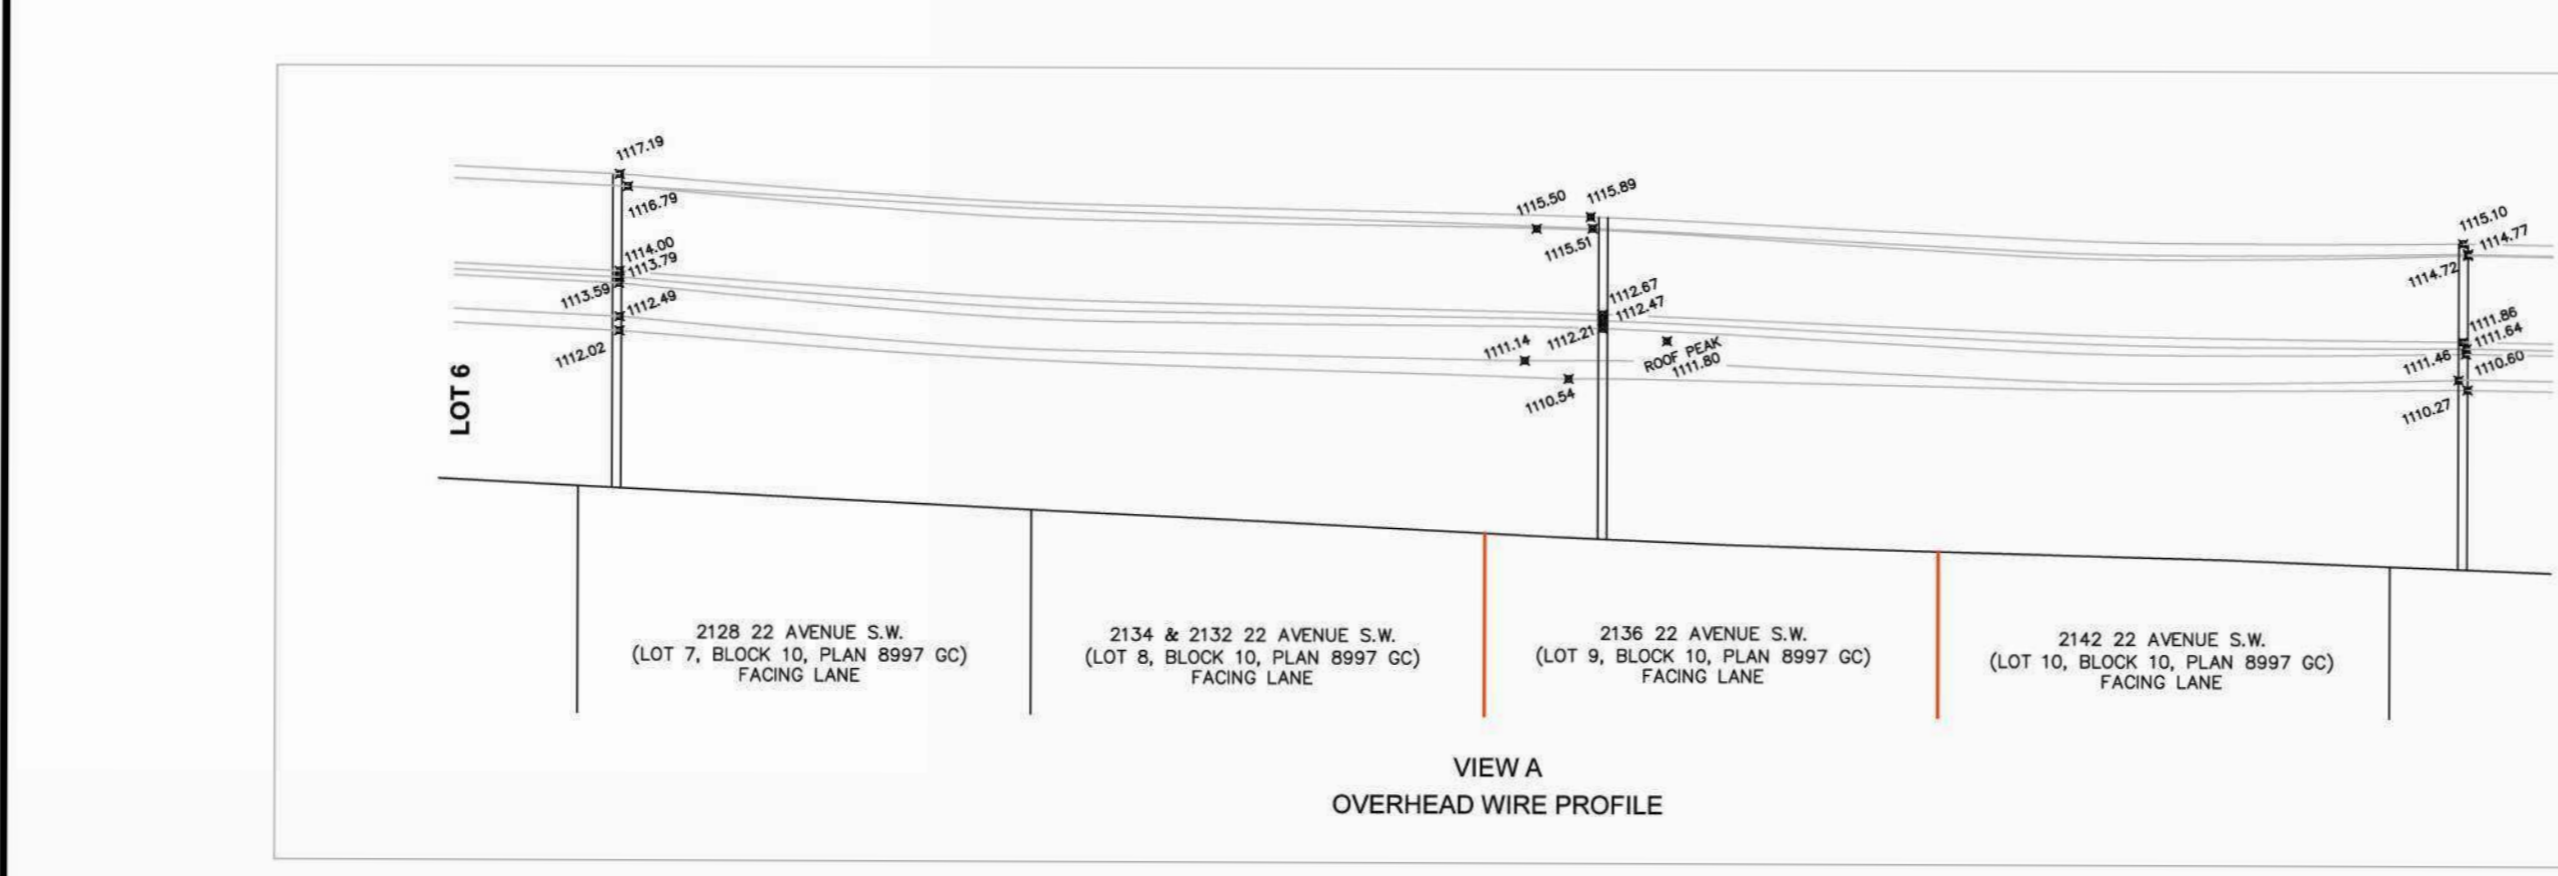 1117.19
1116.79
1114.00
1113.79
1113.59
1112.49
1112.02
LOT 6
1115.50
1115.89
1115.51
1112.67
1112.47
1112.21
1111.14
ROOF PEAK
1111.80
1110.54
1115.10
1114.77
1114.72
1111.86
1111.64
1111.46
1110.60
1110.27
2128 22 AVENUE S.W.
(LOT 7, BLOCK 10, PLAN 8997 GC)
FACING LANE
2134 & 2132 22 AVENUE S.W.
(LOT 8, BLOCK 10, PLAN 8997 GC)
FACING LANE
2136 22 AVENUE S.W.
(LOT 9, BLOCK 10, PLAN 8997 GC)
FACING LANE
2142 22 AVENUE S.W.
(LOT 10, BLOCK 10, PLAN 8997 GC)
FACING LANE
VIEW A
OVERHEAD WIRE PROFILE